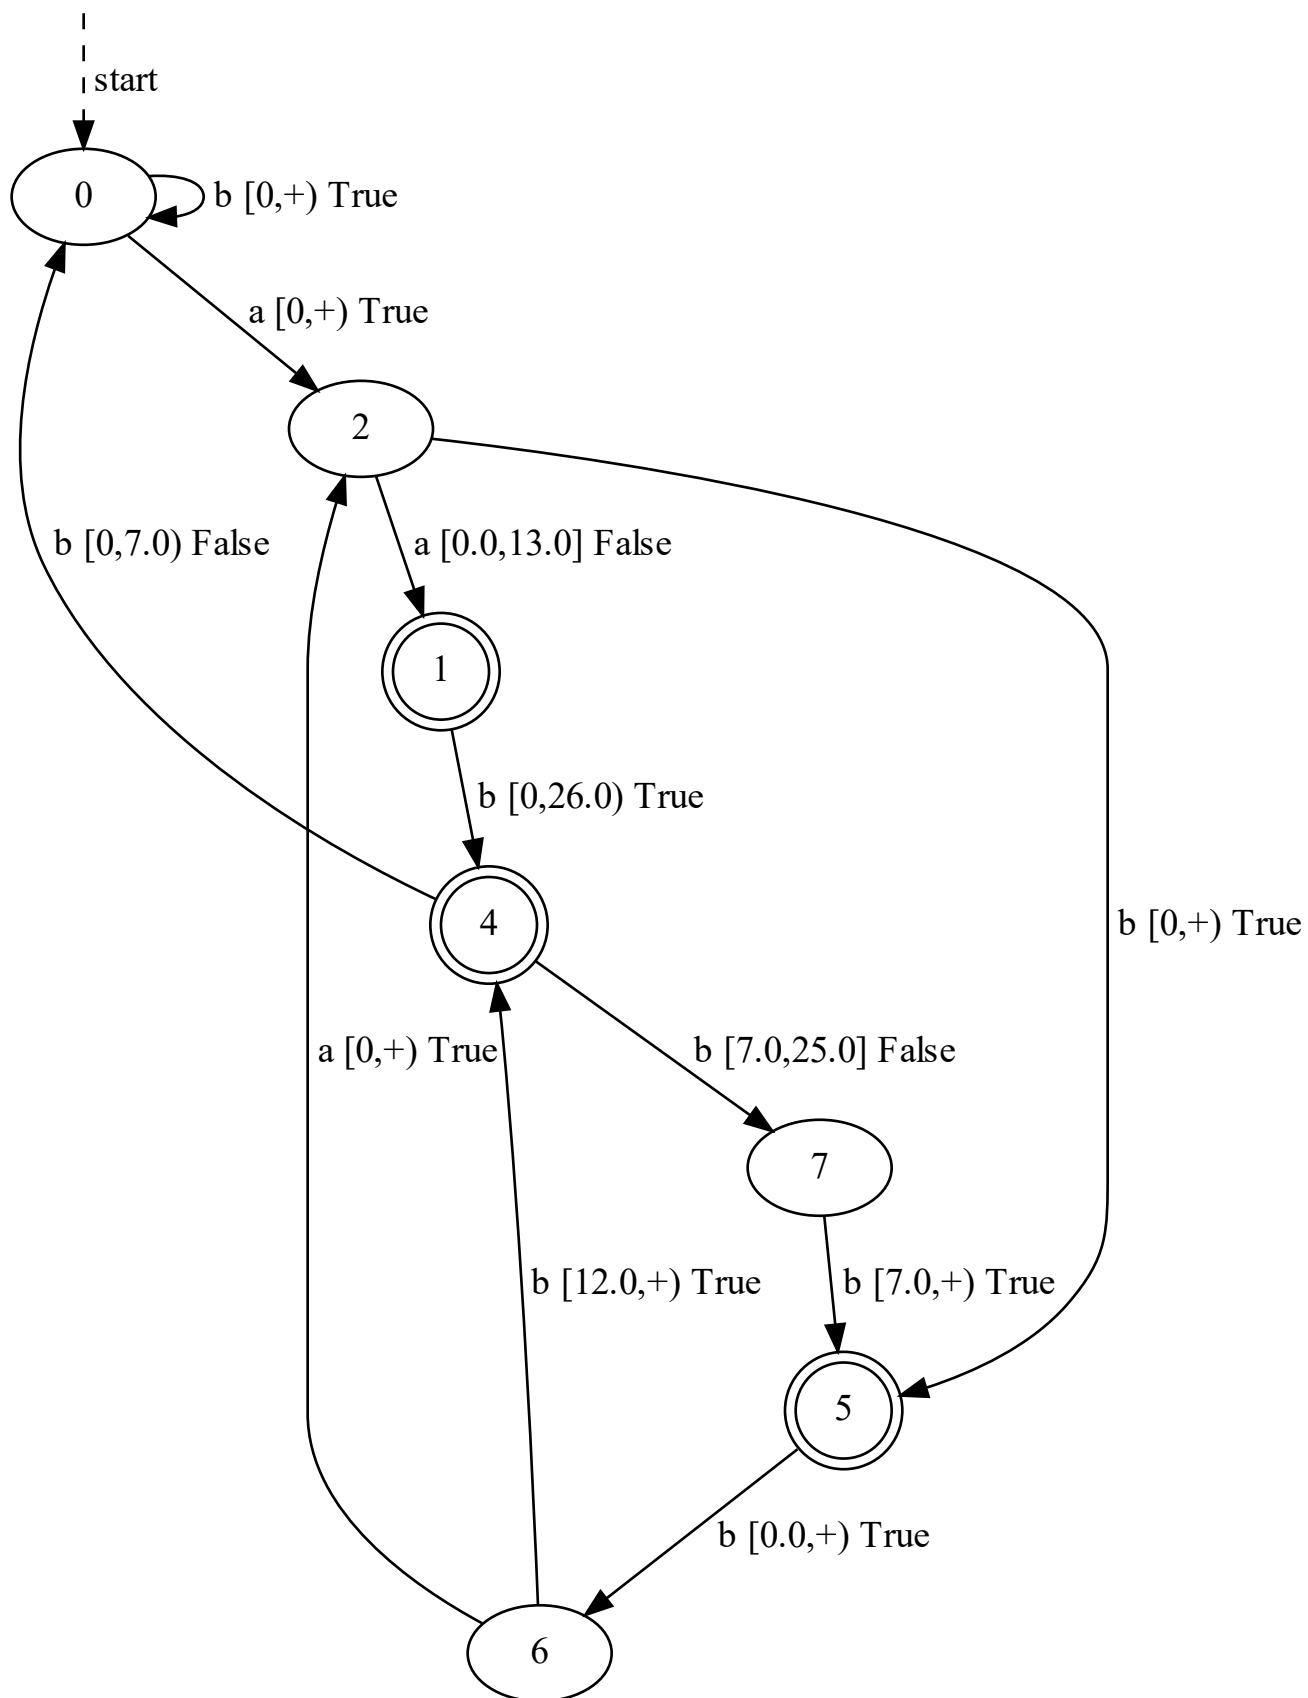 start
0
b [0,+) True
a [0,+) True
2
b [0,7.0) False
a [0.0,13.0] False
1
b [0,26.0) True
4
b [0,+) True
a [0,+) True
b [7.0,25.0] False
7
b [12.0,+) True
b [7.0,+) True
5
b [0.0,+) True
6